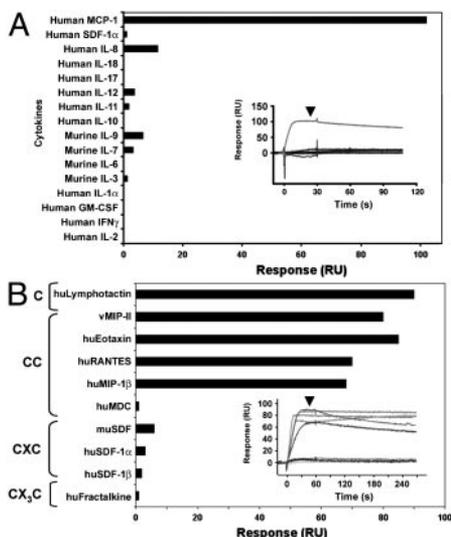 A
Cytokines
Human MCP-1
Human SDF-1α
Human IL-8
Human IL-18
Human IL-17
Human IL-12
Human IL-11
Human IL-10
Murine IL-9
Murine IL-7
Murine IL-6
Murine IL-3
Human IL-1α
Human GM-CSF
Human IFNγ
Human IL-2
0 20 40 60 80 100
Response (RU)
Response (RU)
150
100
50
0
-50
-100
0 30 60 90 120
Time (s)
B
C
CC
CXC
CX3C
huLymphotactin
vMIP-II
huEotaxin
huRANTES
huMIP-1β
huMDC
muSDF
huSDF-1α
huSDF-1β
huFractalkine
0 20 40 60 80 100
Response (RU)
Response (RU)
100
80
60
40
20
0
-20
0 60 120 180 240
Time (s)